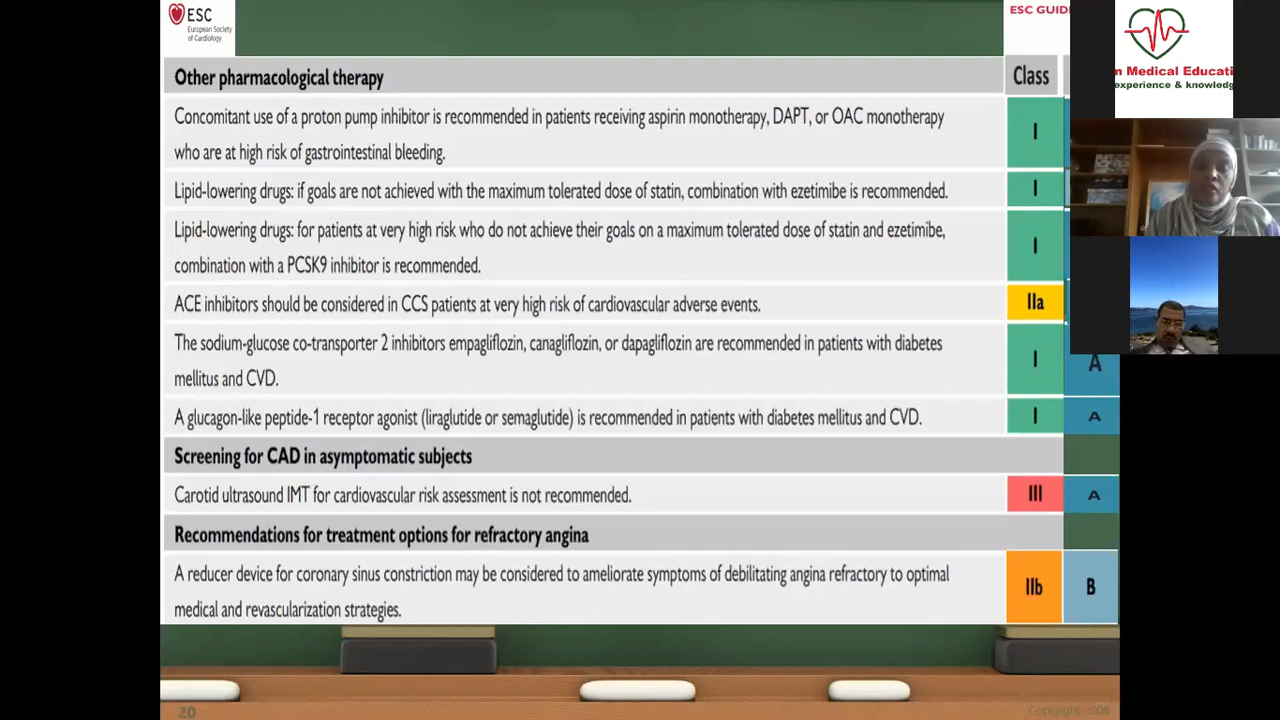 ESC
European Society
of Cardiology
ESC GUID
Other pharmacological therapy
Class
Concomitant use of a proton pump inhibitor is recommended in patients receiving aspirin monotherapy, DAPT, or OAC monotherapy
who are at high risk of gastrointestinal bleeding.
I
Lipid-lowering drugs: if goals are not achieved with the maximum tolerated dose of statin, combination with ezetimibe is recommended.
I
Lipid-lowering drugs: for patients at very high risk who do not achieve their goals on a maximum tolerated dose of statin and ezetimibe,
combination with a PCSK9 inhibitor is recommended.
I
ACE inhibitors should be considered in CCS patients at very high risk of cardiovascular adverse events.
IIa
The sodium-glucose co-transporter 2 inhibitors empagliflozin, canagliflozin, or dapagliflozin are recommended in patients with diabetes
mellitus and CVD.
I
A
A glucagon-like peptide-1 receptor agonist (liraglutide or semaglutide) is recommended in patients with diabetes mellitus and CVD.
I
A
Screening for CAD in asymptomatic subjects
Carotid ultrasound IMT for cardiovascular risk assessment is not recommended.
III
A
Recommendations for treatment options for refractory angina
A reducer device for coronary sinus constriction may be considered to ameliorate symptoms of debilitating angina refractory to optimal
medical and revascularization strategies.
IIb
B
20
n Medical Educati
experience & knowledg